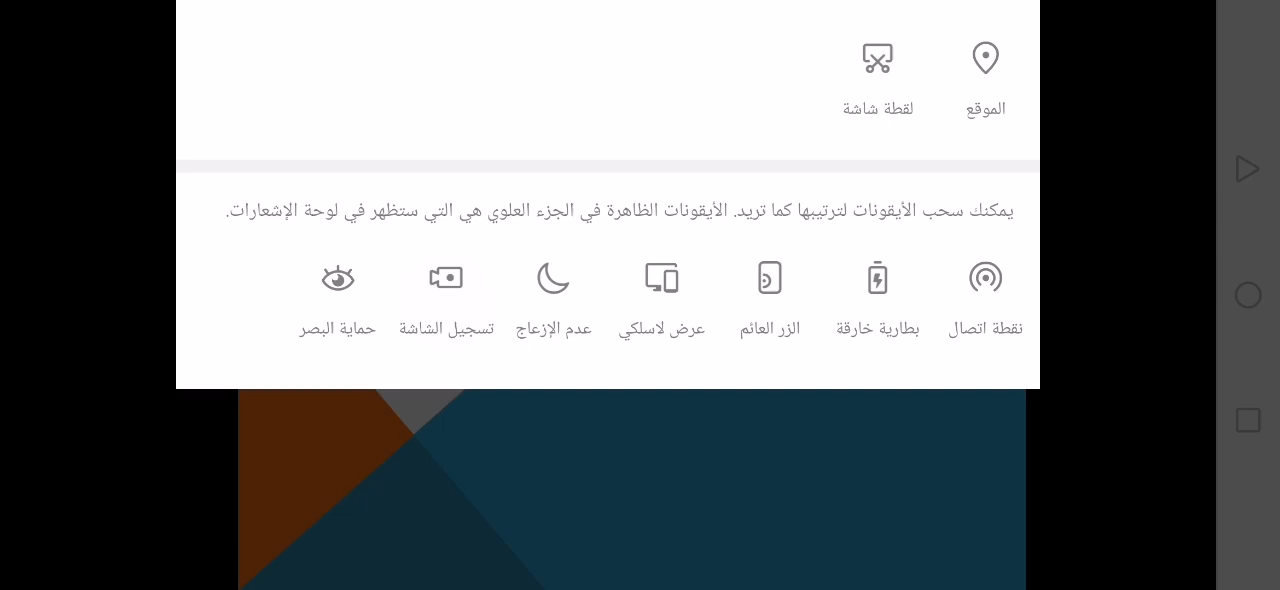 الموقع لقطة شاشة
يمكنك سحب الأيقونات لترتيبها كما تريد. الأيقونات الظاهرة في الجزء العلوي هي التي ستظهر في لوحة الإشعارات.
نقطة اتصال بطارية خارقة الزر العائم عرض لاسلكي عدم الإزعاج تسجيل الشاشة حماية البصر